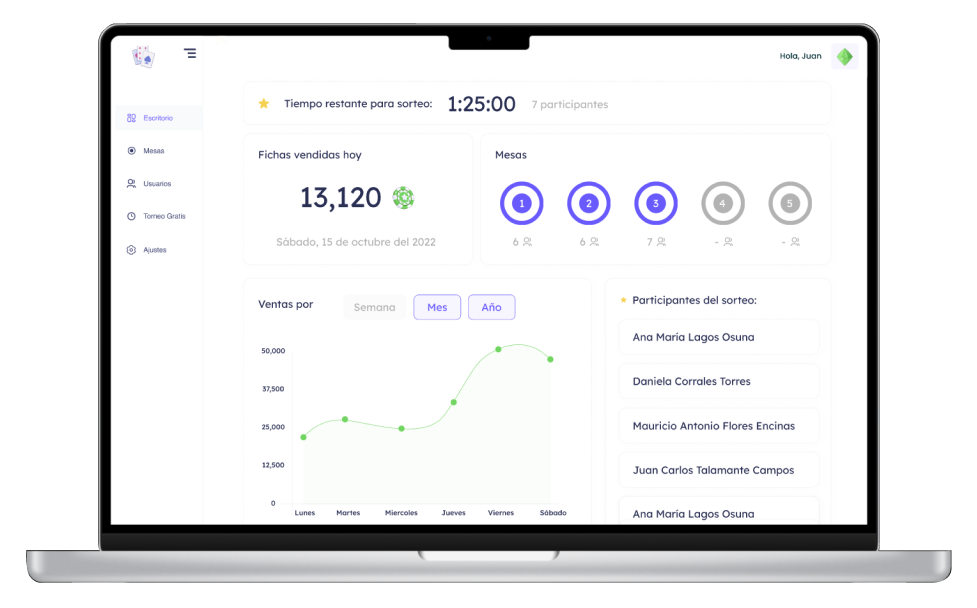 Hola, Juan
Escritorio
Mesas
Usuarios
Torneo Gratis
Ajustes
Tiempo restante para sorteo: 1:25:00 7 participantes
Fichas vendidas hoy
13,120
Sábado, 15 de octubre del 2022
Mesas
1 2 3 4 5
6 6 7 - -
Ventas por Semana Mes Año
50,000
37,500
25,000
12,500
0
Lunes Martes Miercoles Jueves Viernes Sábado
Participantes del sorteo:
Ana Maria Lagos Osuna
Daniela Corrales Torres
Mauricio Antonio Flores Encinas
Juan Carlos Talamante Campos
Ana Maria Lagos Osuna